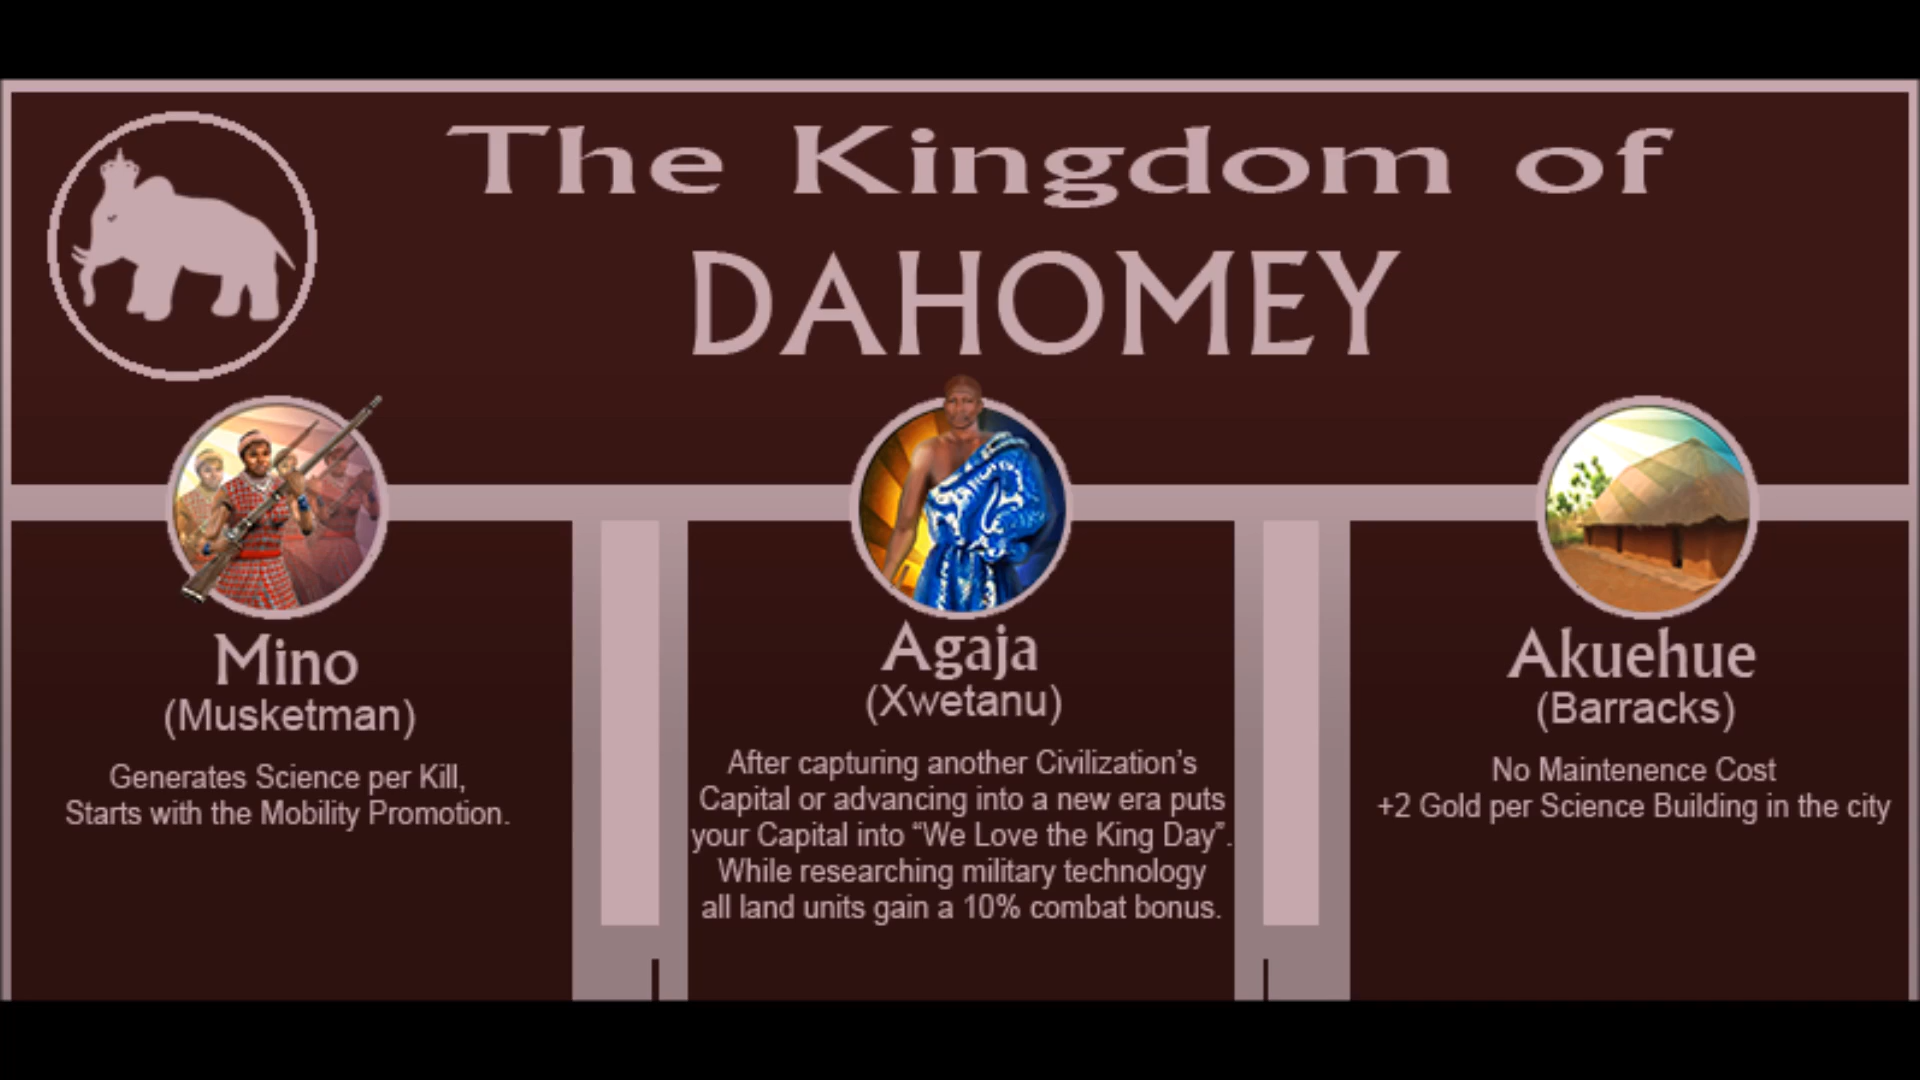 The Kingdom of
DAHOMEY
Mino
(Musketman)
Generates Science per Kill,
Starts with the Mobility Promotion.
Agaja
(Xwetanu)
After capturing another Civilization's
Capital or advancing into a new era puts
your Capital into “We Love the King Day”.
While researching military technology
all land units gain a 10% combat bonus.
Akuehue
(Barracks)
No Maintenence Cost
+2 Gold per Science Building in the city